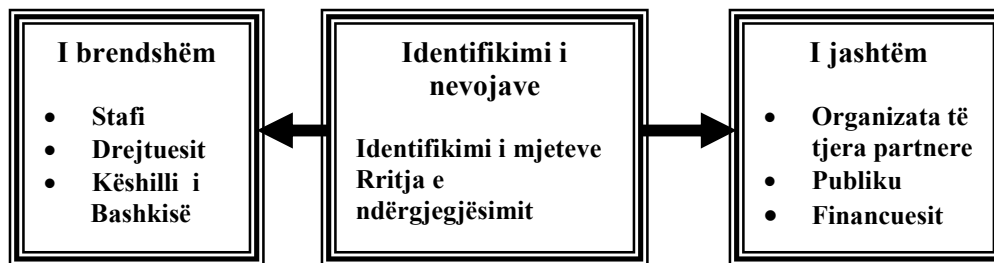 I brendshëm
• Stafi
• Drejtuesit
• Këshilli i
Bashkisë
Identifikimi i
nevojave
Identifikimi i mjeteve
Rritja e
ndërgjegjësimit
I jashtëm
• Organizata të
tjera partnere
• Publiku
• Financuesit